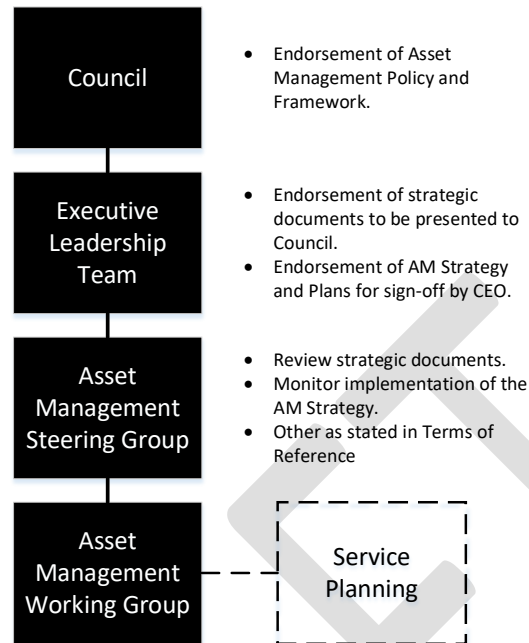 Council
• Endorsement of Asset
Management Policy and
Framework.
Executive
Leadership
Team
• Endorsement of strategic
documents to be presented to
Council.
• Endorsement of AM Strategy
and Plans for sign-off by CEO.
Asset
Management
Steering Group
• Review strategic documents.
• Monitor implementation of the
AM Strategy.
• Other as stated in Terms of
Reference
Asset
Management
Working Group
Service
Planning